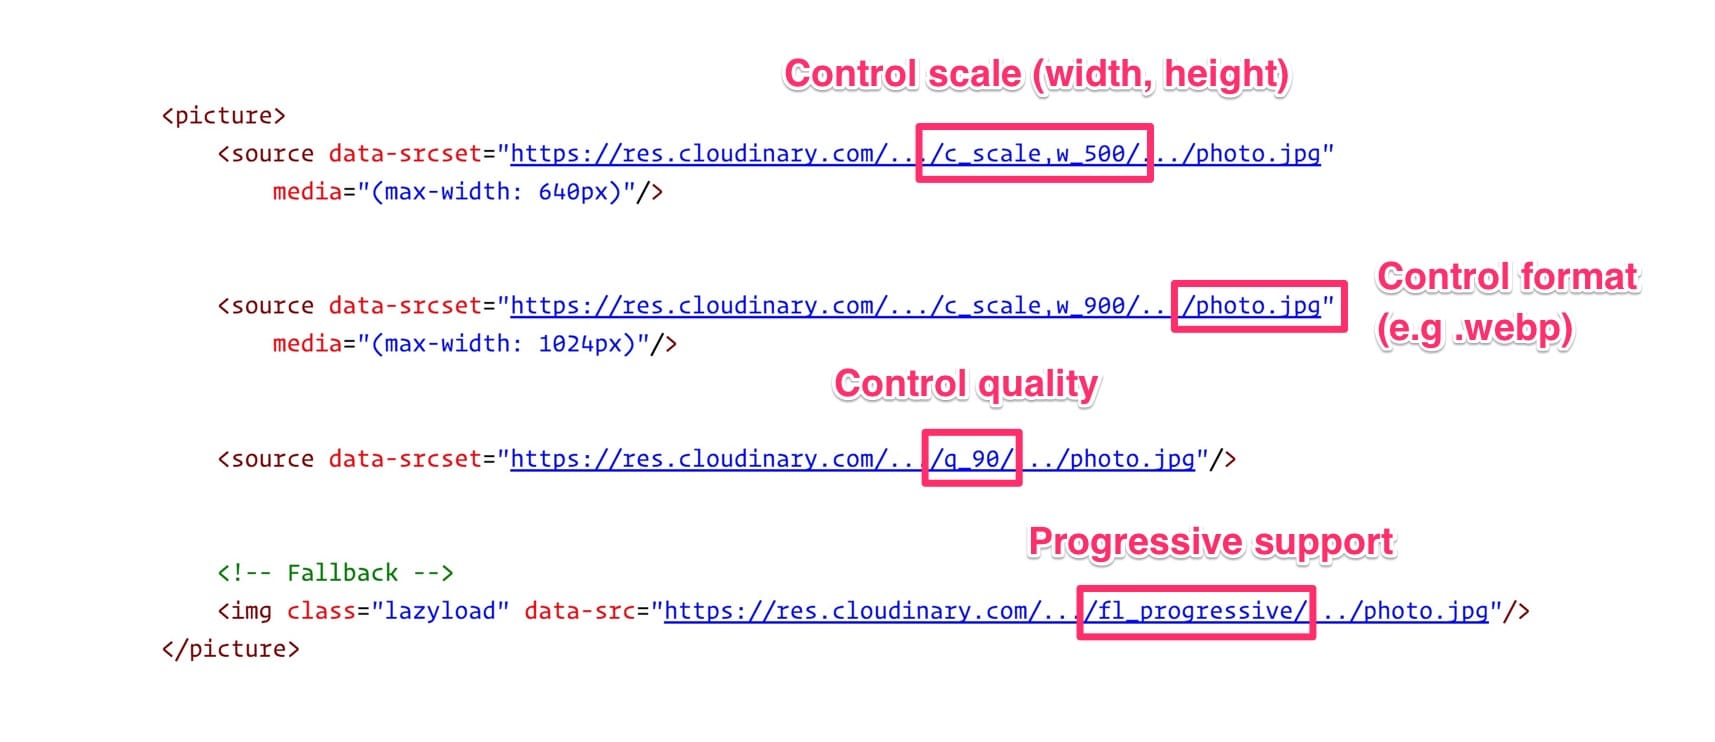 Control scale (width, height)
<picture>
<source data-srcset="https://res.cloudinary.com/.../c_scale,w_500/.../photo.jpg"
media="(max-width: 640px)"/>
<source data-srcset="https://res.cloudinary.com/.../c_scale,w_900/.../photo.jpg"
Control format
(e.g .webp)
media="(max-width: 1024px)"/>
Control quality
<source data-srcset="https://res.cloudinary.com/.../q_90/.../photo.jpg"/>
Progressive support
<!-- Fallback -->
<img class="lazyload" data-src="https://res.cloudinary.com/.../fl_progressive/.../photo.jpg"/>
</picture>